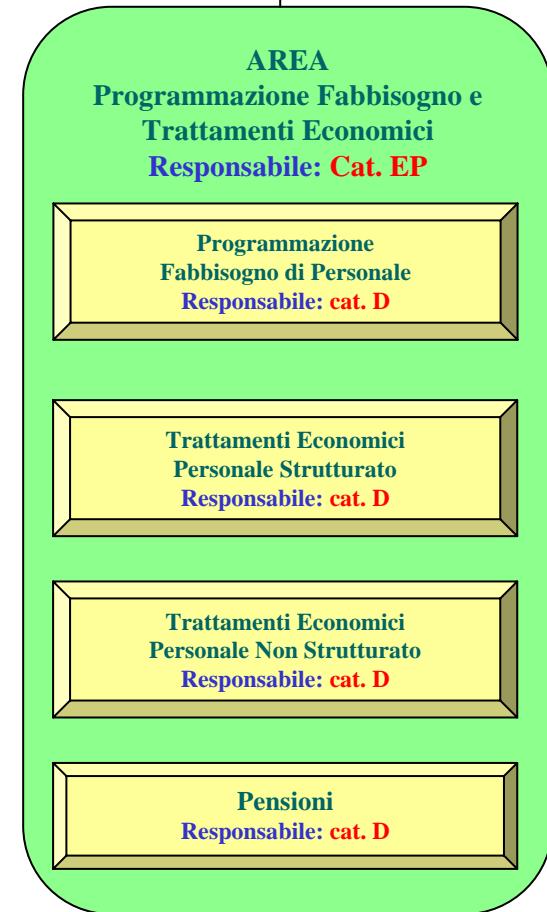 AREA
Programmazione Fabbisogno e
Trattamenti Economici
Responsabile: Cat. EP
Programmazione
Fabbisogno di Personale
Responsabile: cat. D
Trattamenti Economici
Personale Strutturato
Responsabile: cat. D
Trattamenti Economici
Personale Non Strutturato
Responsabile: cat. D
Pensioni
Responsabile: cat. D